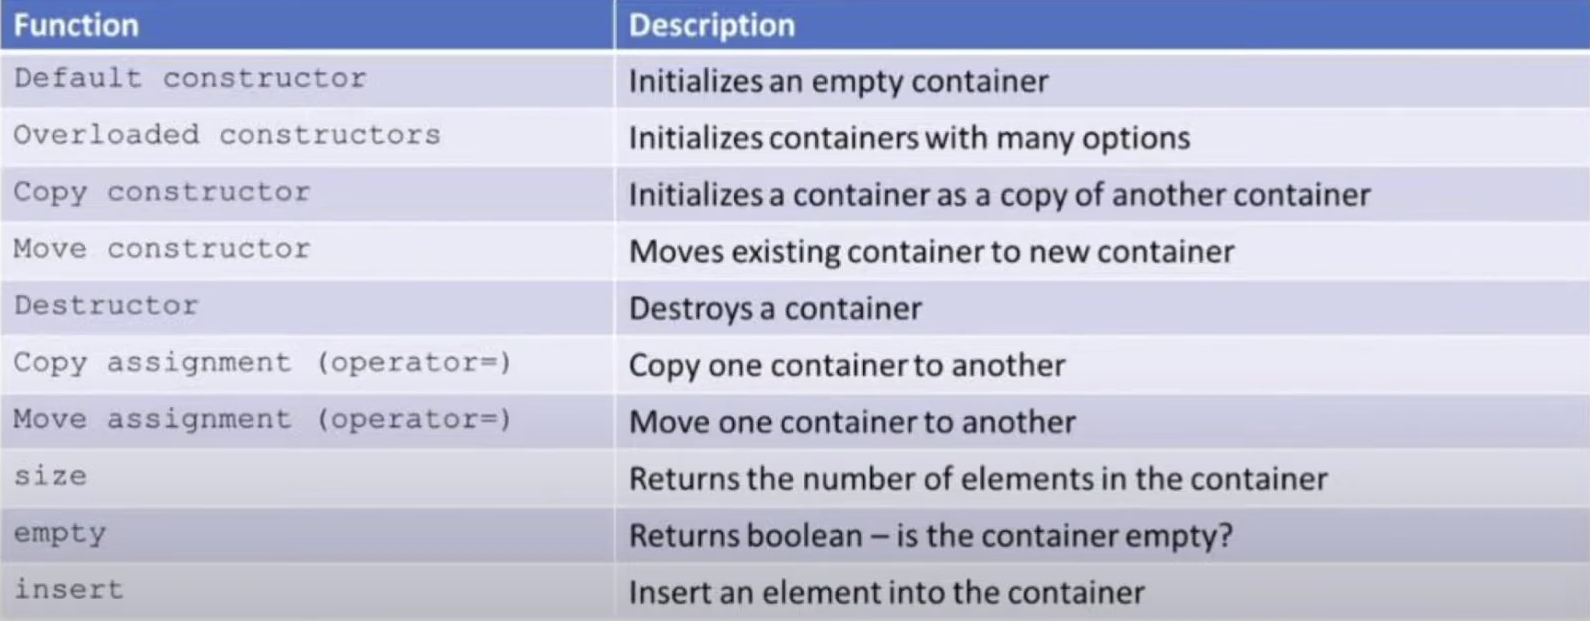 Function Description
Default constructor Initializes an empty container
Overloaded constructors Initializes containers with many options
Copy constructor Initializes a container as a copy of another container
Move constructor Moves existing container to new container
Destructor Destroys a container
Copy assignment (operator=) Copy one container to another
Move assignment (operator=) Move one container to another
size Returns the number of elements in the container
empty Returns boolean – is the container empty?
insert Insert an element into the container